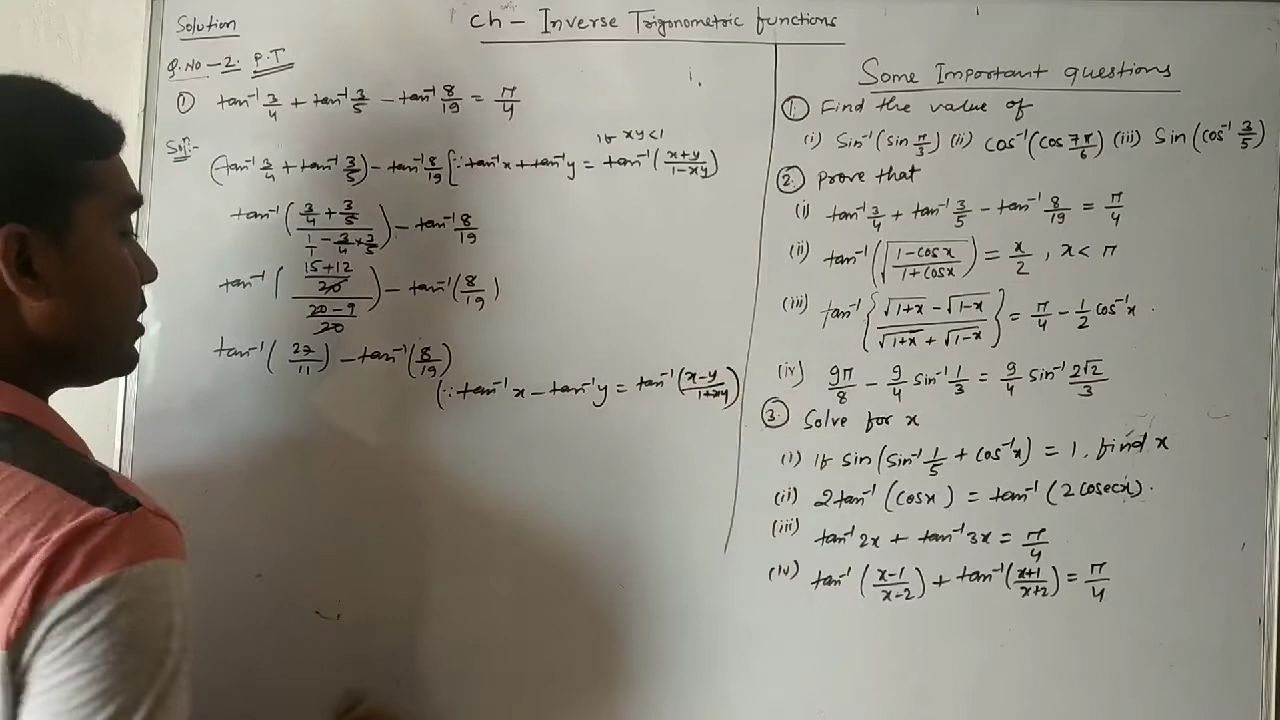 Solution
Ch - Inverse Trigonometric functions
Q.No - 2. P.T
① tan⁻¹ 3/4 + tan⁻¹ 3/5 - tan⁻¹ 8/19 = π/4
Solⁿ:-
If xy<1
(tan⁻¹ 3/4 + tan⁻¹ 3/5) - tan⁻¹ 8/19 [∵ tan⁻¹x + tan⁻¹y = tan⁻¹((x+y)/(1-xy))
tan⁻¹((3/4 + 3/5)/(1/1 - 3/4 × 3/5)) - tan⁻¹ 8/19
tan⁻¹(((15+12)/20)/((20-9)/20)) - tan⁻¹(8/19)
tan⁻¹(27/11) - tan⁻¹(8/19)
(∵ tan⁻¹x - tan⁻¹y = tan⁻¹((x-y)/(1+xy))
Some Important questions
① Find the value of
(i) Sin⁻¹(sin π/3) (ii) cos⁻¹(cos 7π/6) (iii) Sin(cos⁻¹ 3/5)
② prove that
(i) tan⁻¹ 3/4 + tan⁻¹ 3/5 - tan⁻¹ 8/19 = π/4
(ii) tan⁻¹(√((1-cosx)/(1+cosx))) = x/2, x < π
(iii) tan⁻¹{(√(1+x) - √(1-x))/(√(1+x) + √(1-x))} = π/4 - 1/2 cos⁻¹x.
(iv) 9π/8 - 9/4 sin⁻¹ 1/3 = 9/4 sin⁻¹ 2√2/3
③ Solve for x
(i) If sin(sin⁻¹ 1/5 + cos⁻¹x) = 1, find x
(ii) 2tan⁻¹(cosx) = tan⁻¹(2cosecx).
(iii) tan⁻¹2x + tan⁻¹3x = π/4
(iv) tan⁻¹((x-1)/(x-2)) + tan⁻¹((x+1)/(x+2)) = π/4